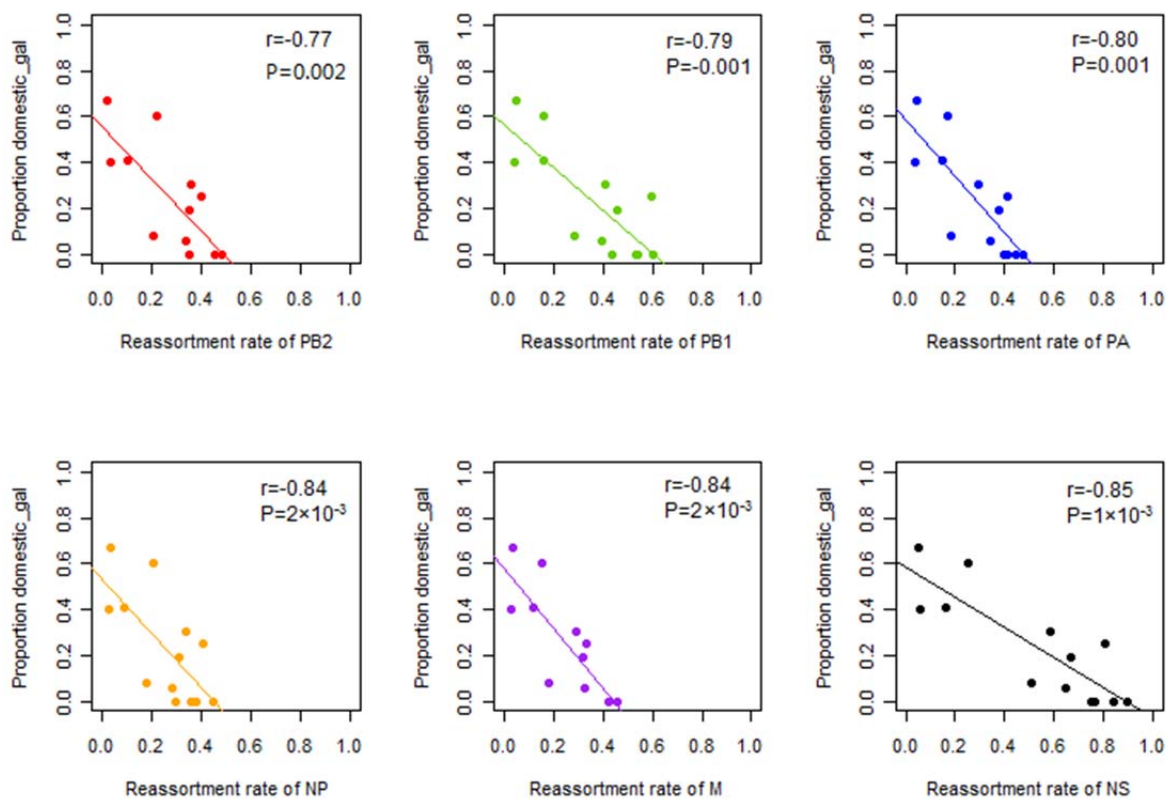 r=-0.77
P=0.002
Proportion domestic_gal
0.0 0.2 0.4 0.6 0.8 1.0
0.0 0.2 0.4 0.6 0.8 1.0
Reassortment rate of PB2
r=-0.79
P=-0.001
Proportion domestic_gal
0.0 0.2 0.4 0.6 0.8 1.0
0.0 0.2 0.4 0.6 0.8 1.0
Reassortment rate of PB1
r=-0.80
P=0.001
Proportion domestic_gal
0.0 0.2 0.4 0.6 0.8 1.0
0.0 0.2 0.4 0.6 0.8 1.0
Reassortment rate of PA
r=-0.84
P=2×10⁻³
Proportion domestic_gal
0.0 0.2 0.4 0.6 0.8 1.0
0.0 0.2 0.4 0.6 0.8 1.0
Reassortment rate of NP
r=-0.84
P=2×10⁻³
Proportion domestic_gal
0.0 0.2 0.4 0.6 0.8 1.0
0.0 0.2 0.4 0.6 0.8 1.0
Reassortment rate of M
r=-0.85
P=1×10⁻³
Proportion domestic_gal
0.0 0.2 0.4 0.6 0.8 1.0
0.0 0.2 0.4 0.6 0.8 1.0
Reassortment rate of NS